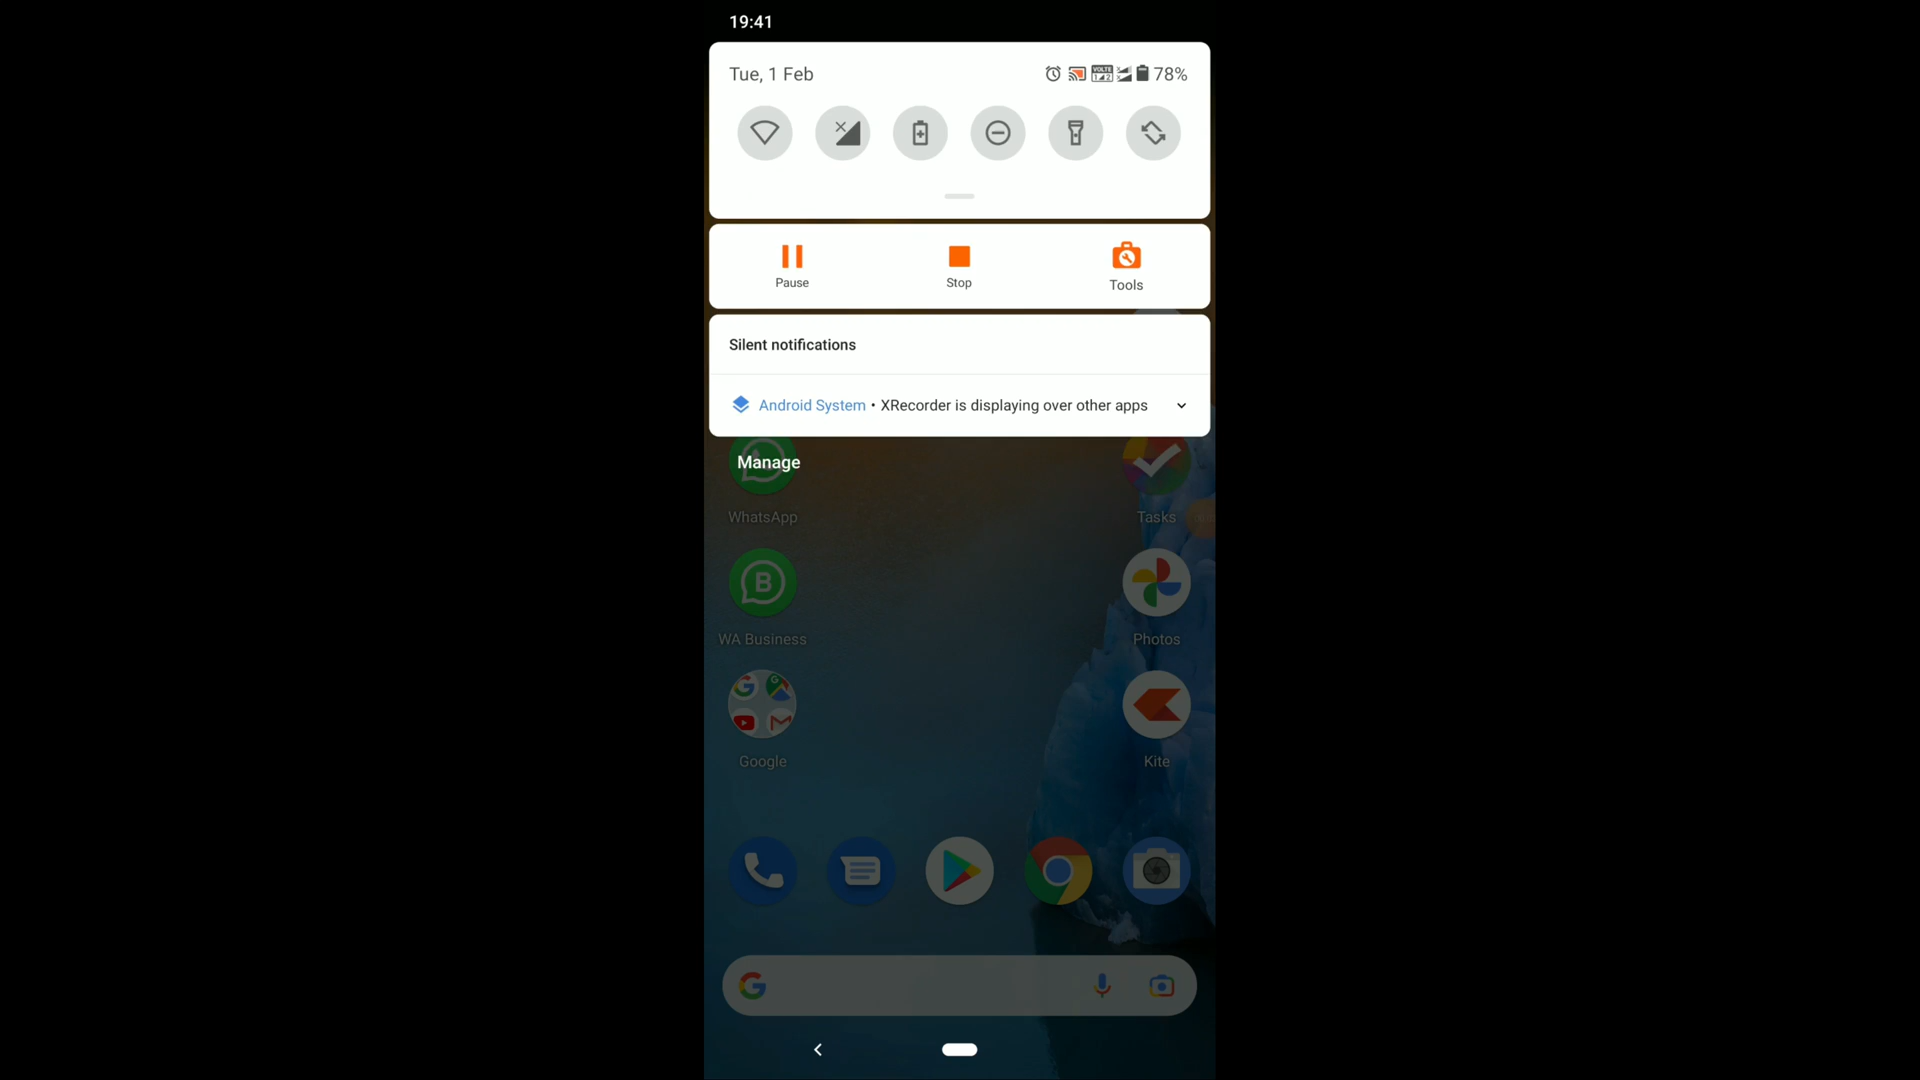 19:41
Tue, 1 Feb
78%
Pause
Stop
Tools
Silent notifications
Android System • XRecorder is displaying over other apps
Manage
WhatsApp
Tasks
WA Business
Photos
Google
Kite